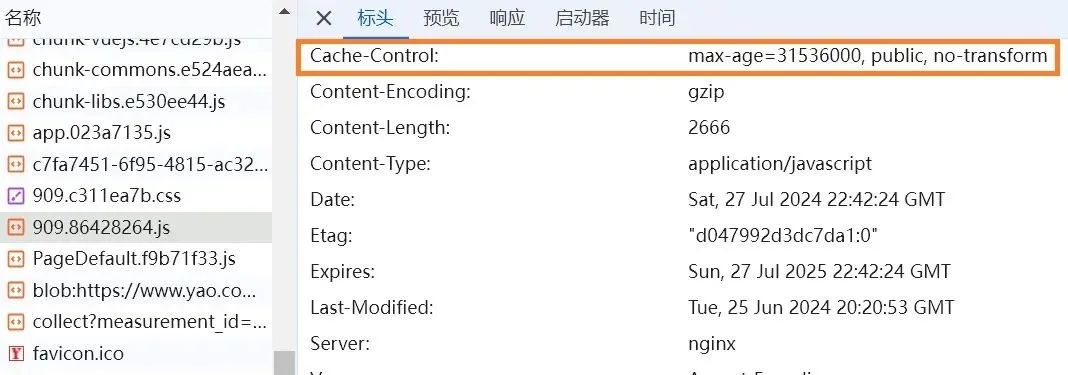 名称
标头 预览 响应 启动器 时间
chunk-vuejs.4e7cd29b.js
chunk-commons.e524aea...
chunk-libs.e530ee44.js
app.023a7135.js
c7fa7451-6f95-4815-ac32...
909.c311ea7b.css
909.86428264.js
PageDefault.f9b71f33.js
blob:https://www.yao.co...
collect?measurement_id=...
favicon.ico
Cache-Control: max-age=31536000, public, no-transform
Content-Encoding: gzip
Content-Length: 2666
Content-Type: application/javascript
Date: Sat, 27 Jul 2024 22:42:24 GMT
Etag: "d047992d3dc7da1:0"
Expires: Sun, 27 Jul 2025 22:42:24 GMT
Last-Modified: Tue, 25 Jun 2024 20:20:53 GMT
Server: nginx